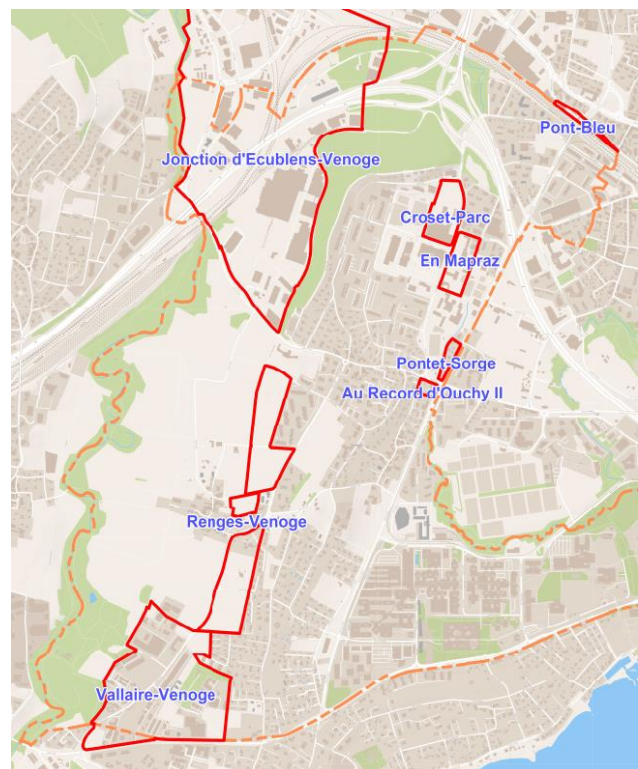 Pont-Bleu
Jonction d'Ecublens-Venoge
Croset-Parc
En Mapraz
Pontet-Sorge
Au Record d'Ouchy II
Renges-Venoge
Vallaire-Venoge